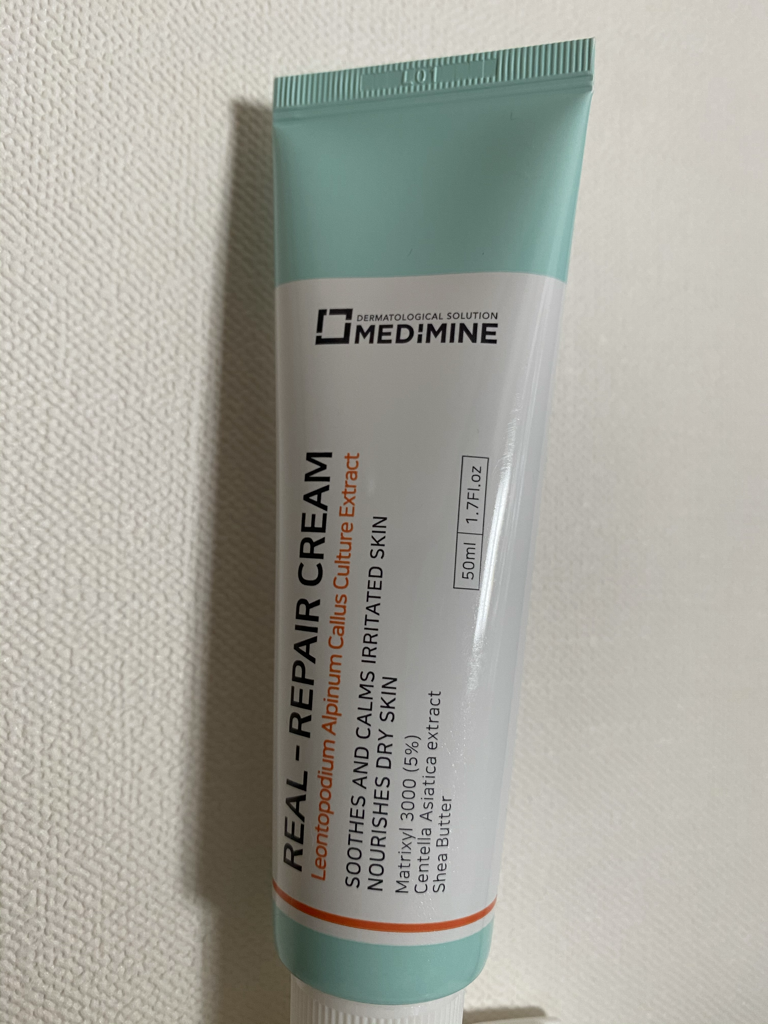 LOT
DERMATOLOGICAL SOLUTION
MEDIMINE
REAL - REPAIR CREAM
Leontopodium Alpinum Callus Culture Extract
SOOTHES AND CALMS IRRITATED SKIN
NOURISHES DRY SKIN
Matrixyl 3000 (5%)
Centella Asiatica extract
Shea Butter
50ml 1.7Fl.oz